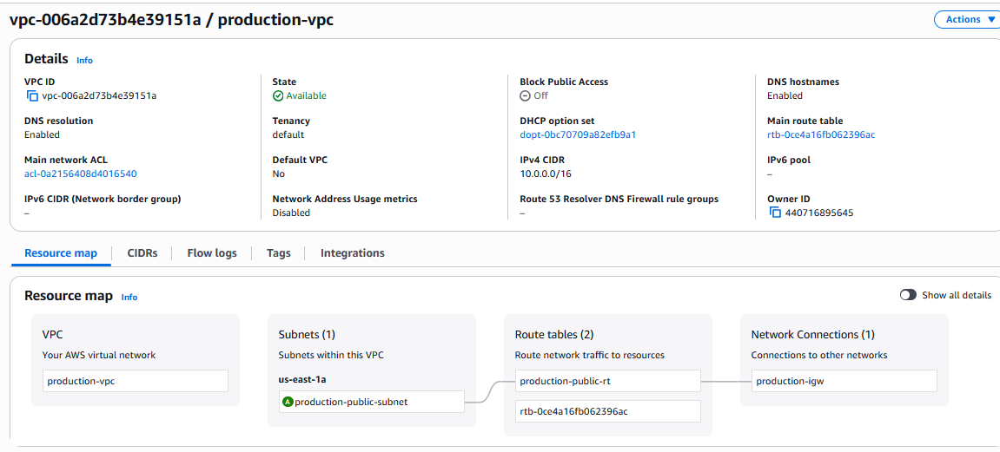 vpc-006a2d73b4e39151a / production-vpc
Actions
Details Info
VPC ID
vpc-006a2d73b4e39151a
State
Available
Block Public Access
Off
DNS hostnames
Enabled
DNS resolution
Enabled
Tenancy
default
DHCP option set
dopt-0bc70709a82efb9a1
Main route table
rtb-0ce4a16fb062396ac
Main network ACL
acl-0a2156408d4016540
Default VPC
No
IPv4 CIDR
10.0.0.0/16
IPv6 pool
–
IPv6 CIDR (Network border group)
–
Network Address Usage metrics
Disabled
Route 53 Resolver DNS Firewall rule groups
–
Owner ID
440716895645
Resource map
CIDRs
Flow logs
Tags
Integrations
Resource map Info
Show all details
VPC
Your AWS virtual network
production-vpc
Subnets (1)
Subnets within this VPC
us-east-1a
A production-public-subnet
Route tables (2)
Route network traffic to resources
production-public-rt
rtb-0ce4a16fb062396ac
Network Connections (1)
Connections to other networks
production-igw